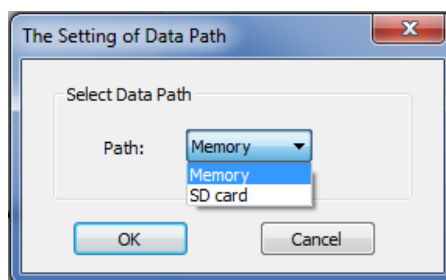 The Setting of Data Path
Select Data Path
Path: Memory
Memory
SD card
OK Cancel